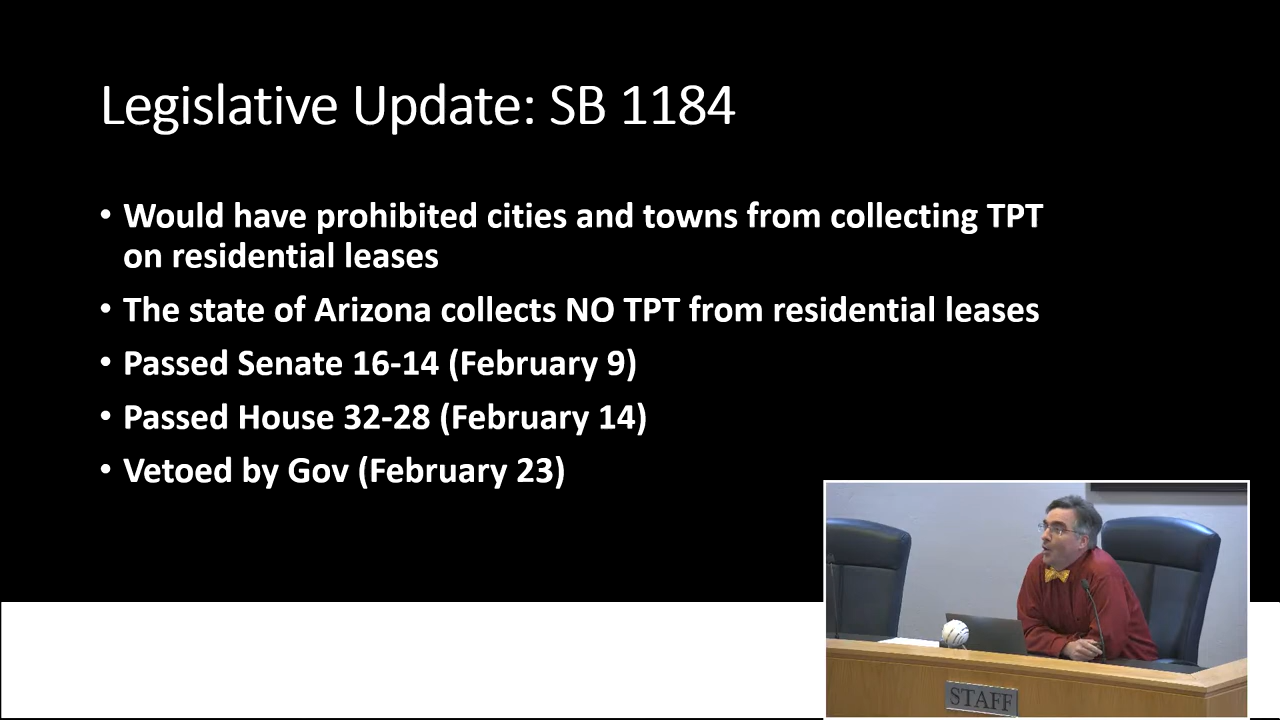 Legislative Update: SB 1184
• Would have prohibited cities and towns from collecting TPT
on residential leases
• The state of Arizona collects NO TPT from residential leases
• Passed Senate 16-14 (February 9)
• Passed House 32-28 (February 14)
• Vetoed by Gov (February 23)
STAFF